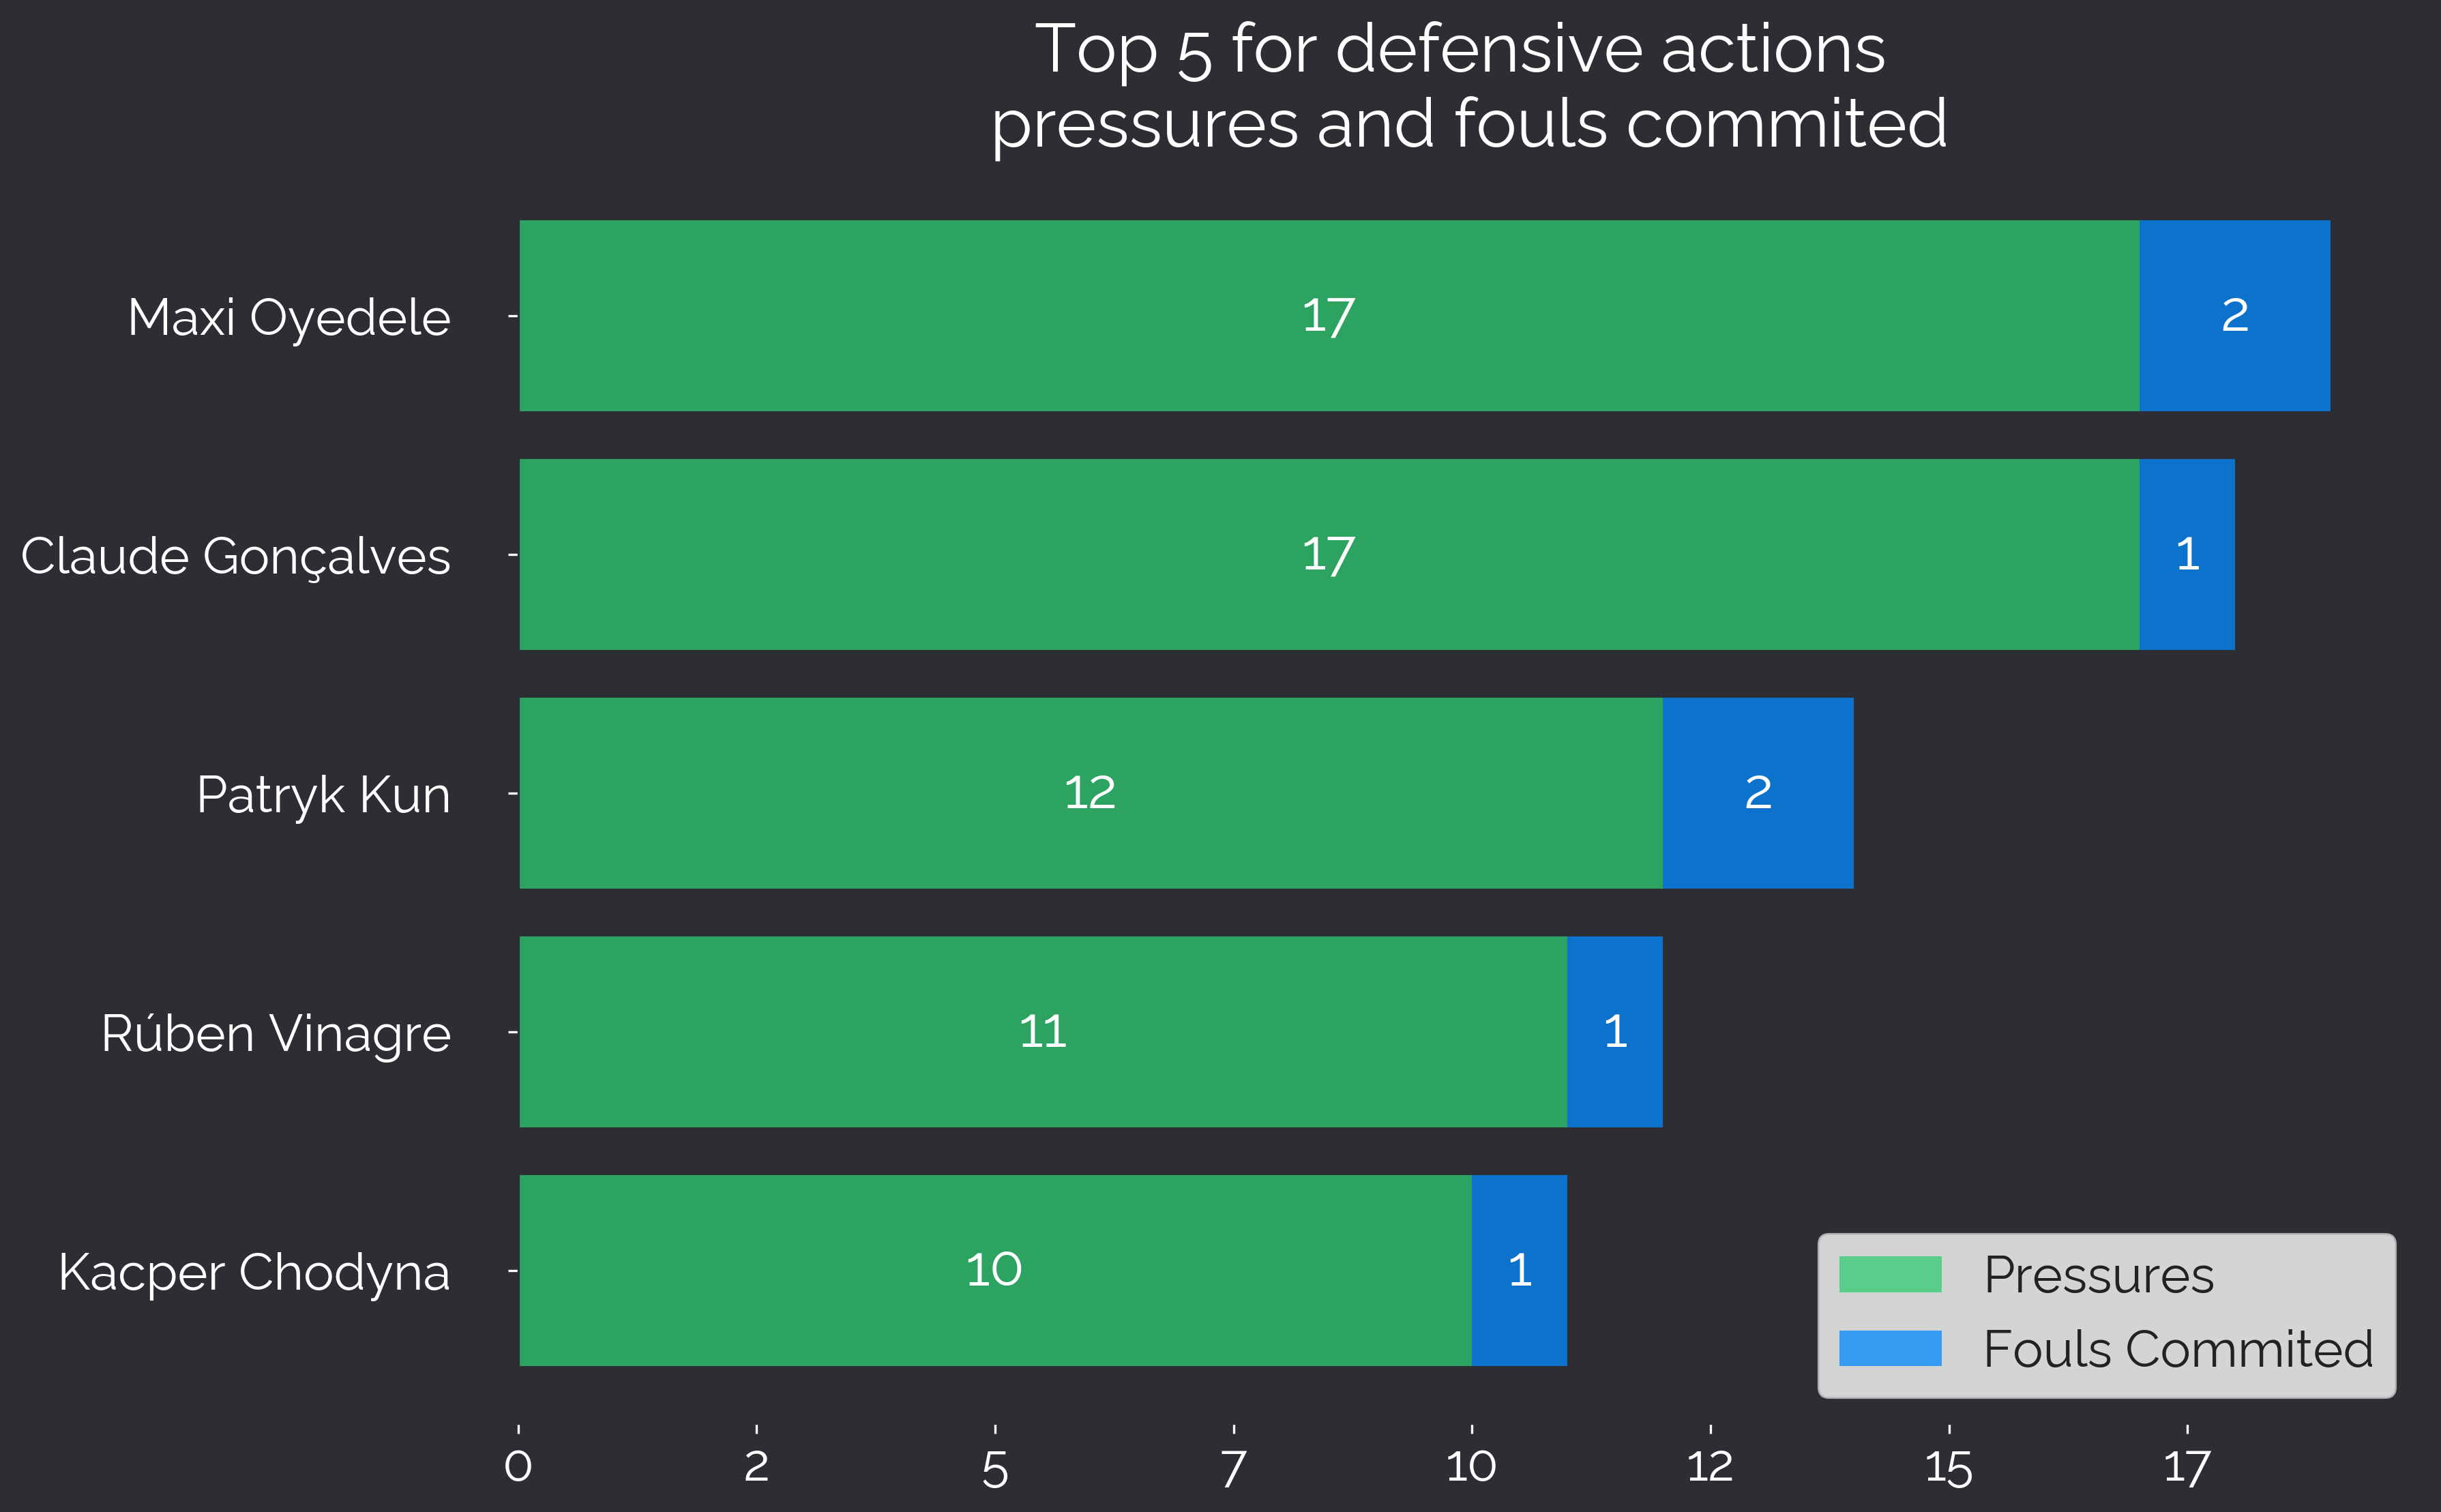 Top 5 for defensive actions
pressures and fouls commited
Maxi Oyedele 17 2
Claude Gonçalves 17 1
Patryk Kun 12 2
Rúben Vinagre 11 1
Kacper Chodyna 10 1
Pressures
Fouls Commited
0 2 5 7 10 12 15 17